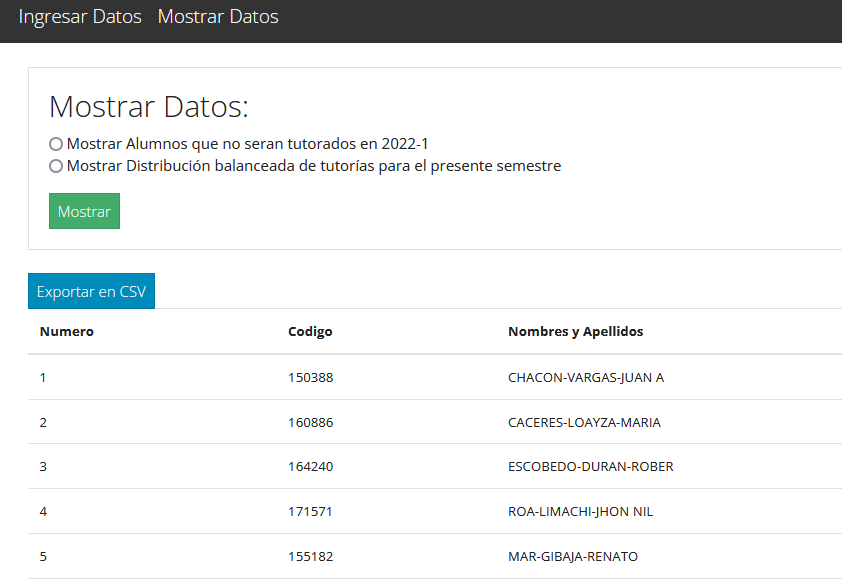 Ingresar Datos Mostrar Datos
Mostrar Datos:
Mostrar Alumnos que no seran tutorados en 2022-1
Mostrar Distribución balanceada de tutorías para el presente semestre
Mostrar
Exportar en CSV
Numero Codigo Nombres y Apellidos
1 150388 CHACON-VARGAS-JUAN A
2 160886 CACERES-LOAYZA-MARIA
3 164240 ESCOBEDO-DURAN-ROBER
4 171571 ROA-LIMACHI-JHON NIL
5 155182 MAR-GIBAJA-RENATO